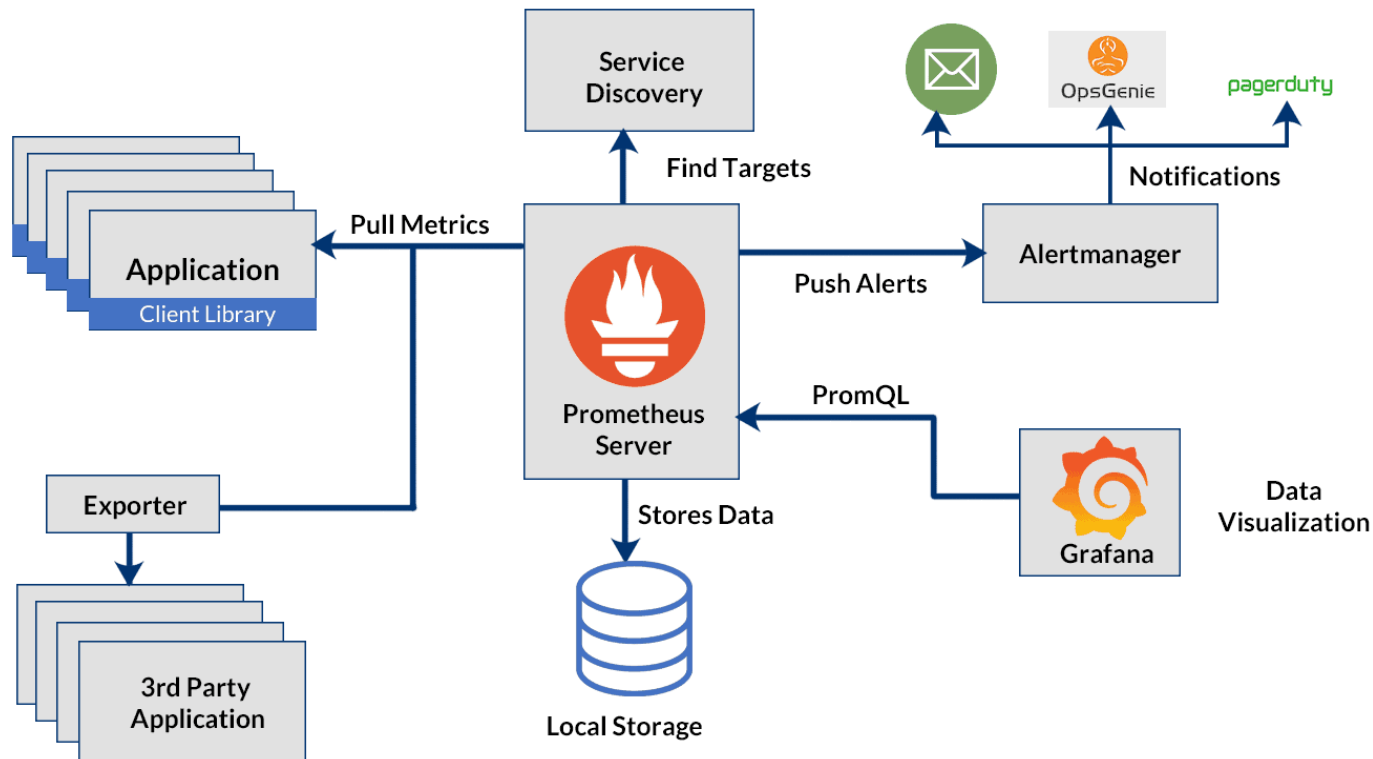 Service
Discovery
OpsGenie
pagerduty
Find Targets
Notifications
Pull Metrics
Application
Client Library
Push Alerts
Alertmanager
Prometheus
Server
PromQL
Exporter
Stores Data
Grafana
Data
Visualization
3rd Party
Application
Local Storage